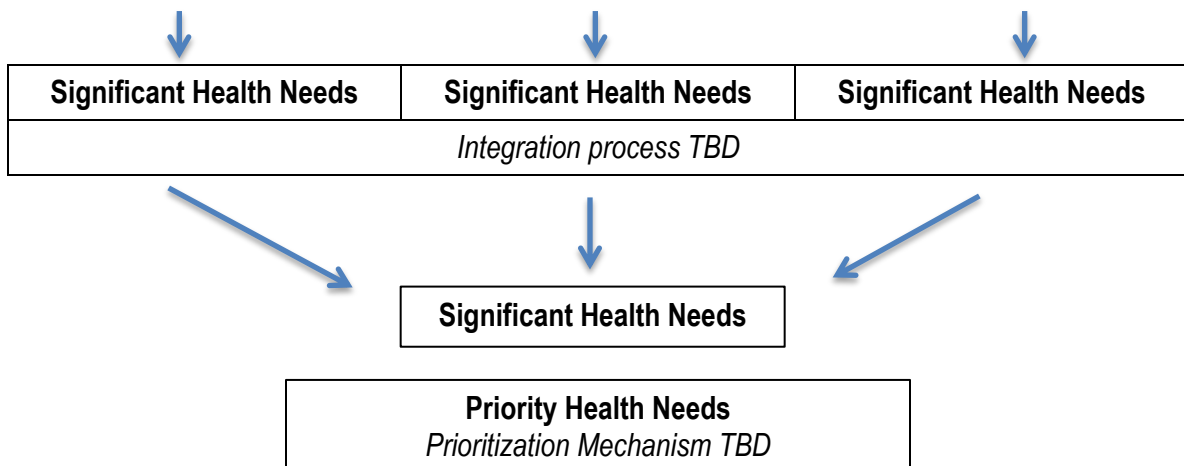 Significant Health Needs
Significant Health Needs
Significant Health Needs
Integration process TBD
Significant Health Needs
Priority Health Needs
Prioritization Mechanism TBD